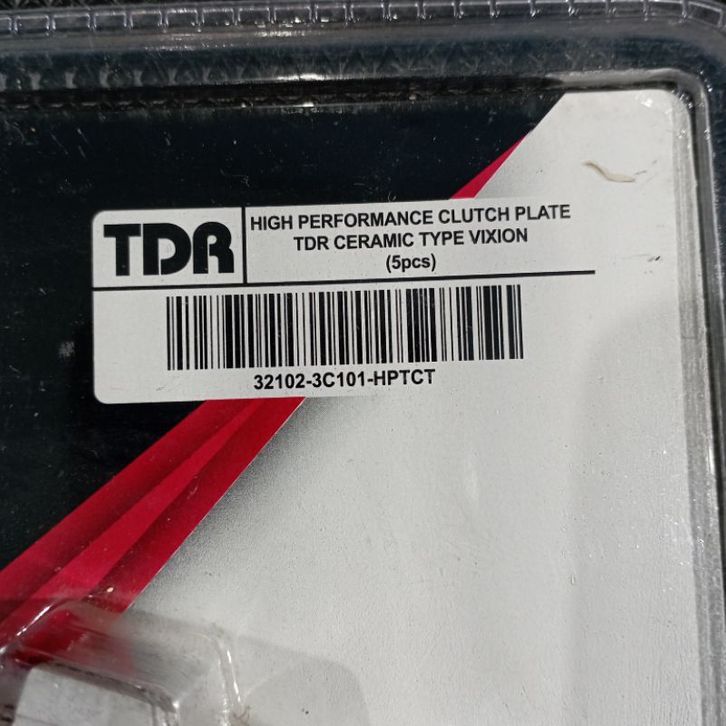 TDR
HIGH PERFORMANCE CLUTCH PLATE
TDR CERAMIC TYPE VIXION
(5pcs)
32102-3C101-HPTCT